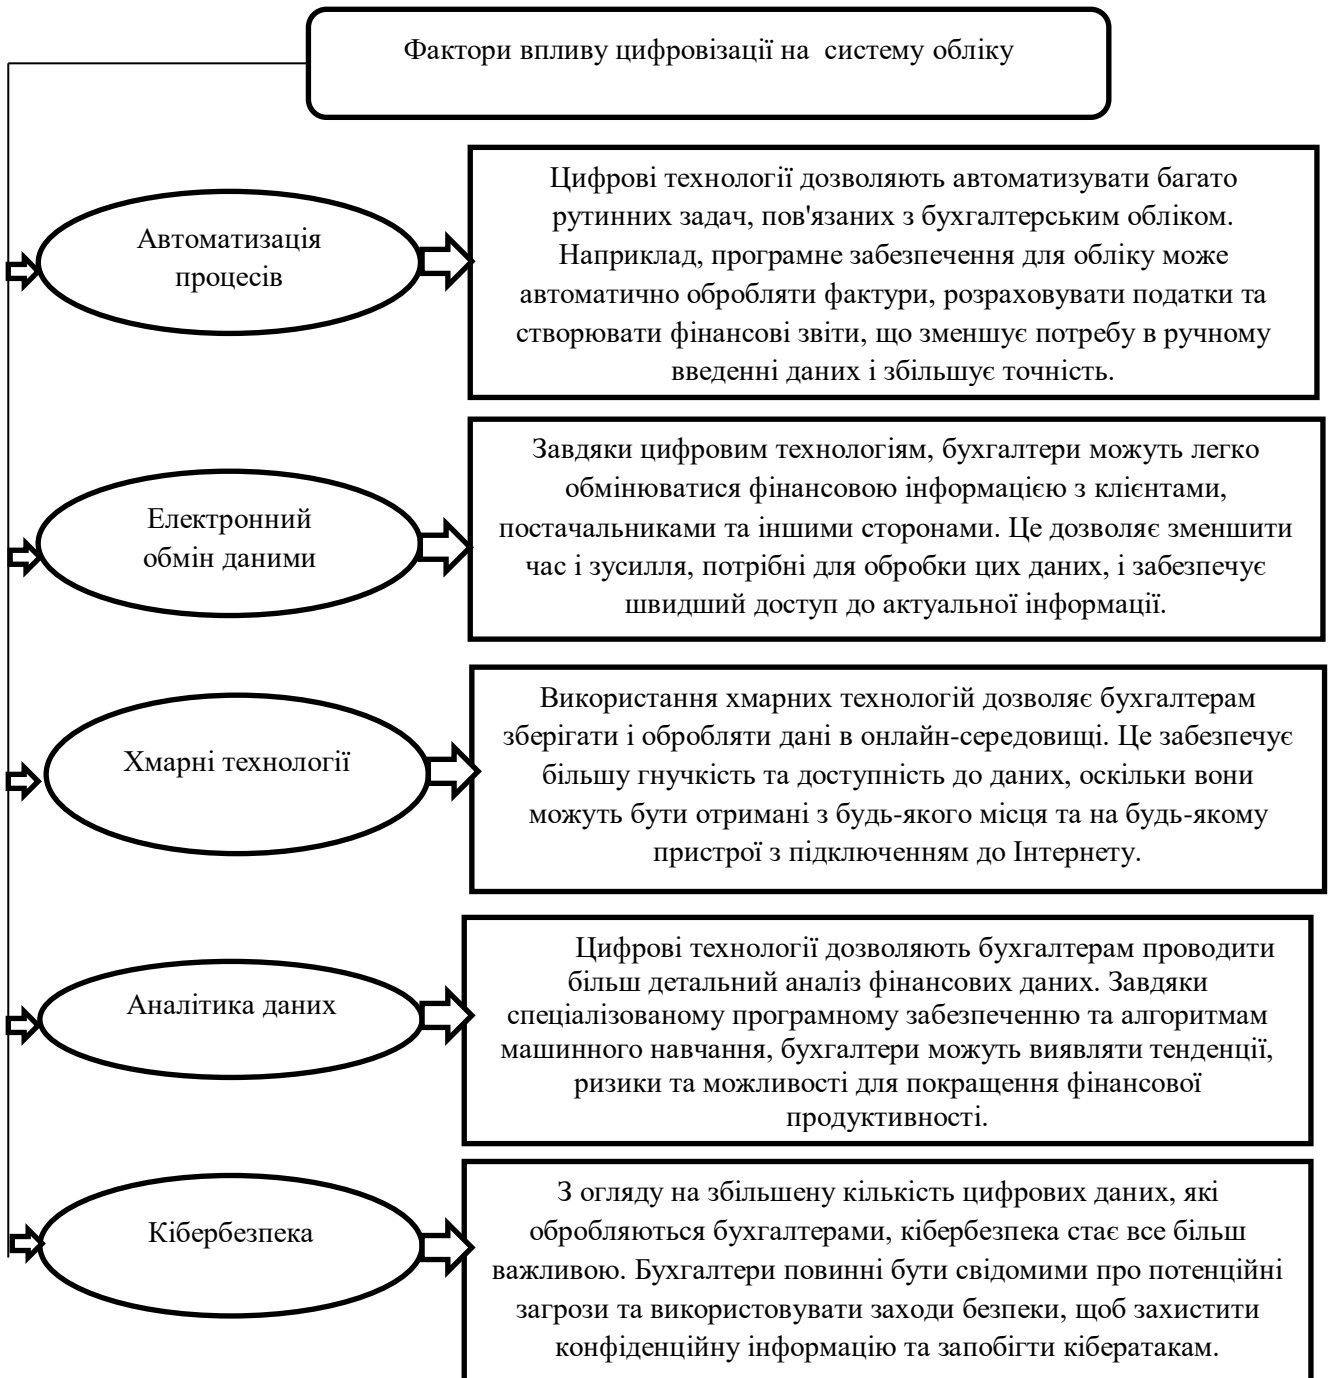 Фактори впливу цифровізації на систему обліку
Автоматизація
процесів
Цифрові технології дозволяють автоматизувати багато
рутинних задач, пов'язаних з бухгалтерським обліком.
Наприклад, програмне забезпечення для обліку може
автоматично обробляти фактури, розраховувати податки та
створювати фінансові звіти, що зменшує потребу в ручному
введенні даних і збільшує точність.
Електронний
обмін даними
Завдяки цифровим технологіям, бухгалтери можуть легко
обмінюватися фінансовою інформацією з клієнтами,
постачальниками та іншими сторонами. Це дозволяє зменшити
час і зусилля, потрібні для обробки цих даних, і забезпечує
швидший доступ до актуальної інформації.
Хмарні технології
Використання хмарних технологій дозволяє бухгалтерам
зберігати і обробляти дані в онлайн-середовищі. Це забезпечує
більшу гнучкість та доступність до даних, оскільки вони
можуть бути отримані з будь-якого місця та на будь-якому
пристрої з підключенням до Інтернету.
Аналітика даних
Цифрові технології дозволяють бухгалтерам проводити
більш детальний аналіз фінансових даних. Завдяки
спеціалізованому програмному забезпеченню та алгоритмам
машинного навчання, бухгалтери можуть виявляти тенденції,
ризики та можливості для покращення фінансової
продуктивності.
Кібербезпека
З огляду на збільшену кількість цифрових даних, які
обробляються бухгалтерами, кібербезпека стає все більш
важливою. Бухгалтери повинні бути свідомими про потенційні
загрози та використовувати заходи безпеки, щоб захистити
конфіденційну інформацію та запобігти кібератакам.